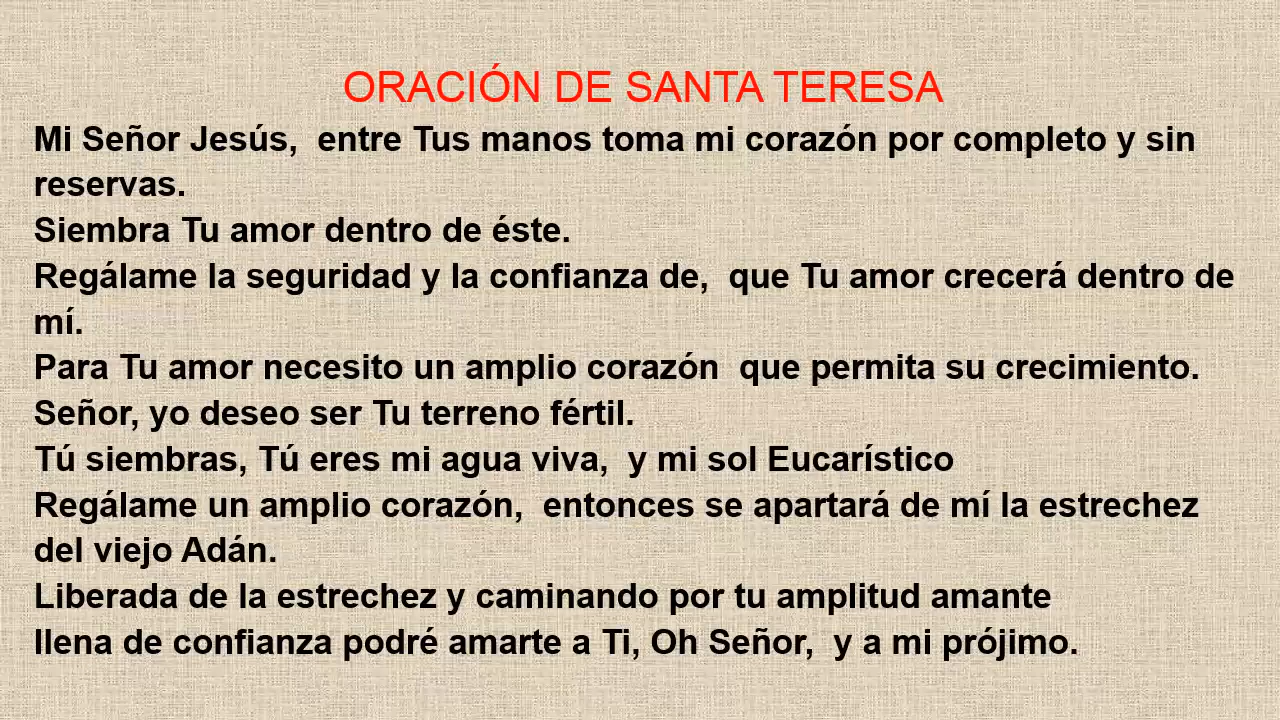 ORACIÓN DE SANTA TERESA
Mi Señor Jesús,  entre Tus manos toma mi corazón por completo y sin
reservas.
Siembra Tu amor dentro de éste.
Regálame la seguridad y la confianza de,  que Tu amor crecerá dentro de
mí.
Para Tu amor necesito un amplio corazón  que permita su crecimiento.
Señor, yo deseo ser Tu terreno fértil.
Tú siembras, Tú eres mi agua viva,  y mi sol Eucarístico
Regálame un amplio corazón,  entonces se apartará de mí la estrechez
del viejo Adán.
Liberada de la estrechez y caminando por tu amplitud amante
llena de confianza podré amarte a Ti, Oh Señor,  y a mi prójimo.